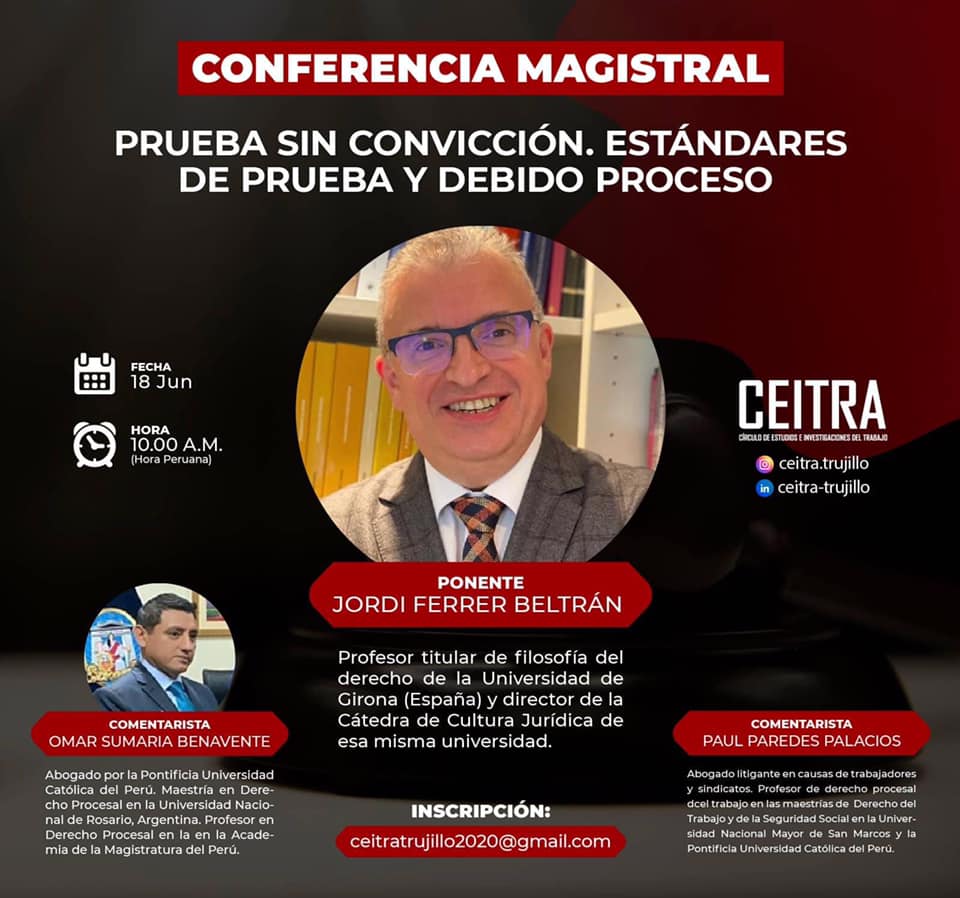 CONFERENCIA MAGISTRAL
PRUEBA SIN CONVICCIÓN. ESTÁNDARES
DE PRUEBA Y DEBIDO PROCESO
FECHA
18 Jun
HORA
10.00 A.M.
(Hora Peruana)
CEITRA
CÍRCULO DE ESTUDIOS E INVESTIGACIONES DEL TRABAJO
ceitra.trujillo
in ceitra-trujillo
PONENTE
JORDI FERRER BELTRÁN
Profesor titular de filosofía del
derecho de la Universidad de
Girona (España) y director de la
Cátedra de Cultura Jurídica de
esa misma universidad.
COMENTARISTA
OMAR SUMARIA BENAVENTE
Abogado por la Pontificia Universidad
Católica del Perú. Maestría en Dere-
cho Procesal en la Universidad Nacio-
nal de Rosario, Argentina. Profesor en
Derecho Procesal en la en la Acade-
mia de la Magistratura del Perú.
INSCRIPCIÓN:
ceitratrujillo2020@gmail.com
COMENTARISTA
PAUL PAREDES PALACIOS
Abogado litigante en causas de trabajadores
y sindicatos. Profesor de derecho procesal
dcel trabajo en las maestrías de Derecho del
Trabajo y de la Seguridad Social en la Univer-
sidad Nacional Mayor de San Marcos y la
Pontificia Universidad Católica del Perú.